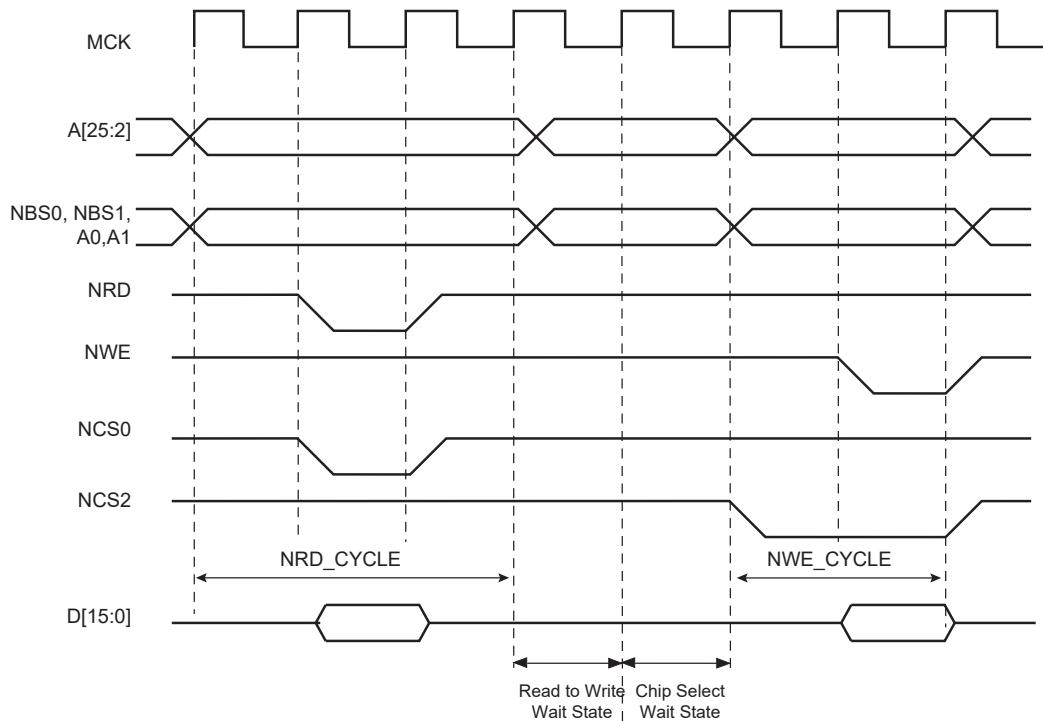 MCK
A[25:2]
NBS0, NBS1,
A0,A1
NRD
NWE
NCS0
NCS2
NRD_CYCLE
NWE_CYCLE
D[15:0]
Read to Write
Wait State
Chip Select
Wait State